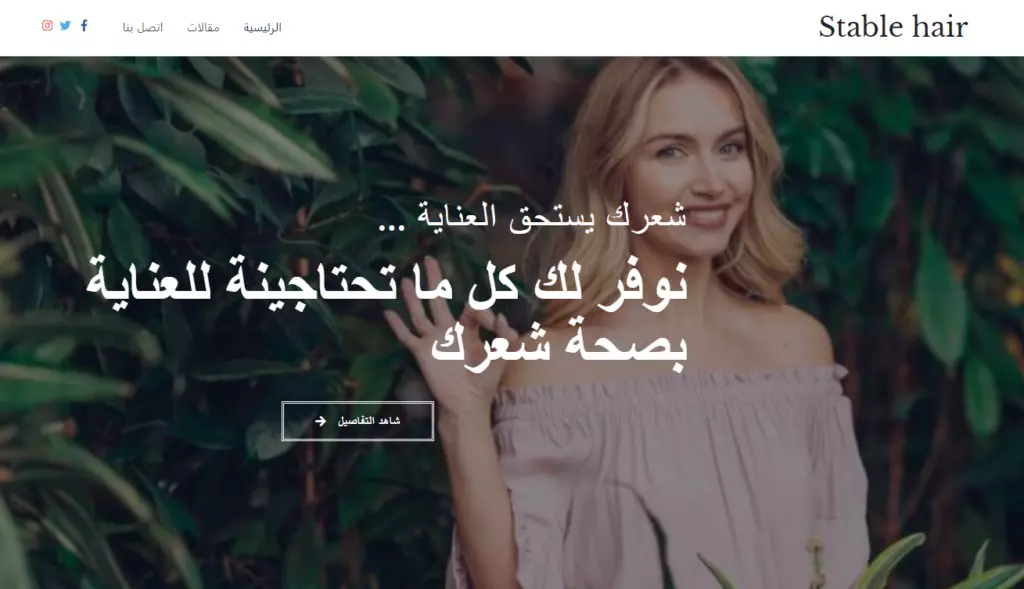 Stable hair
الرئيسية
مقالات
اتصل بنا
شعرك يستحق العناية ...
نوفر لك كل ما تحتاجينة للعناية
بصحة شعرك
شاهد التفاصيل